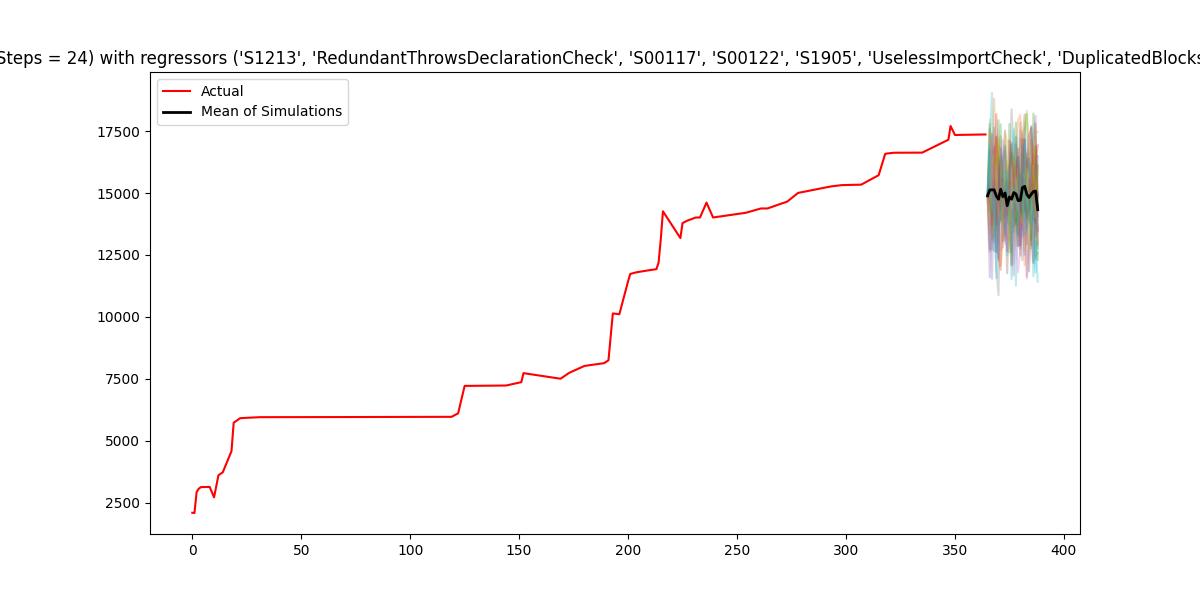 Steps = 24) with regressors ('S1213', 'RedundantThrowsDeclarationCheck', 'S00117', 'S00122', 'S1905', 'UselessImportCheck', 'DuplicatedBlocks
Actual
Mean of Simulations
17500
15000
12500
10000
7500
5000
2500
0 50 100 150 200 250 300 350 400